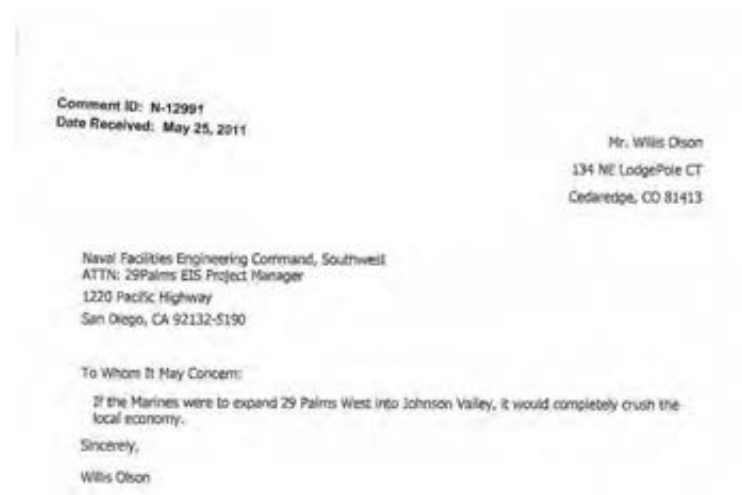 Comment ID: N-12991
Date Received: May 25, 2011
Mr. Willis Olson
134 NE LodgePole CT
Cedaredge, CO 81413
Naval Facilities Engineering Command, Southwest
ATTN: 29Palms EIS Project Manager
1220 Pacific Highway
San Diego, CA 92132-5190
To Whom It May Concern:
If the Marines were to expand 29 Palms West into Johnson Valley, it would completely crush the
local economy.
Sincerely,
Willis Olson